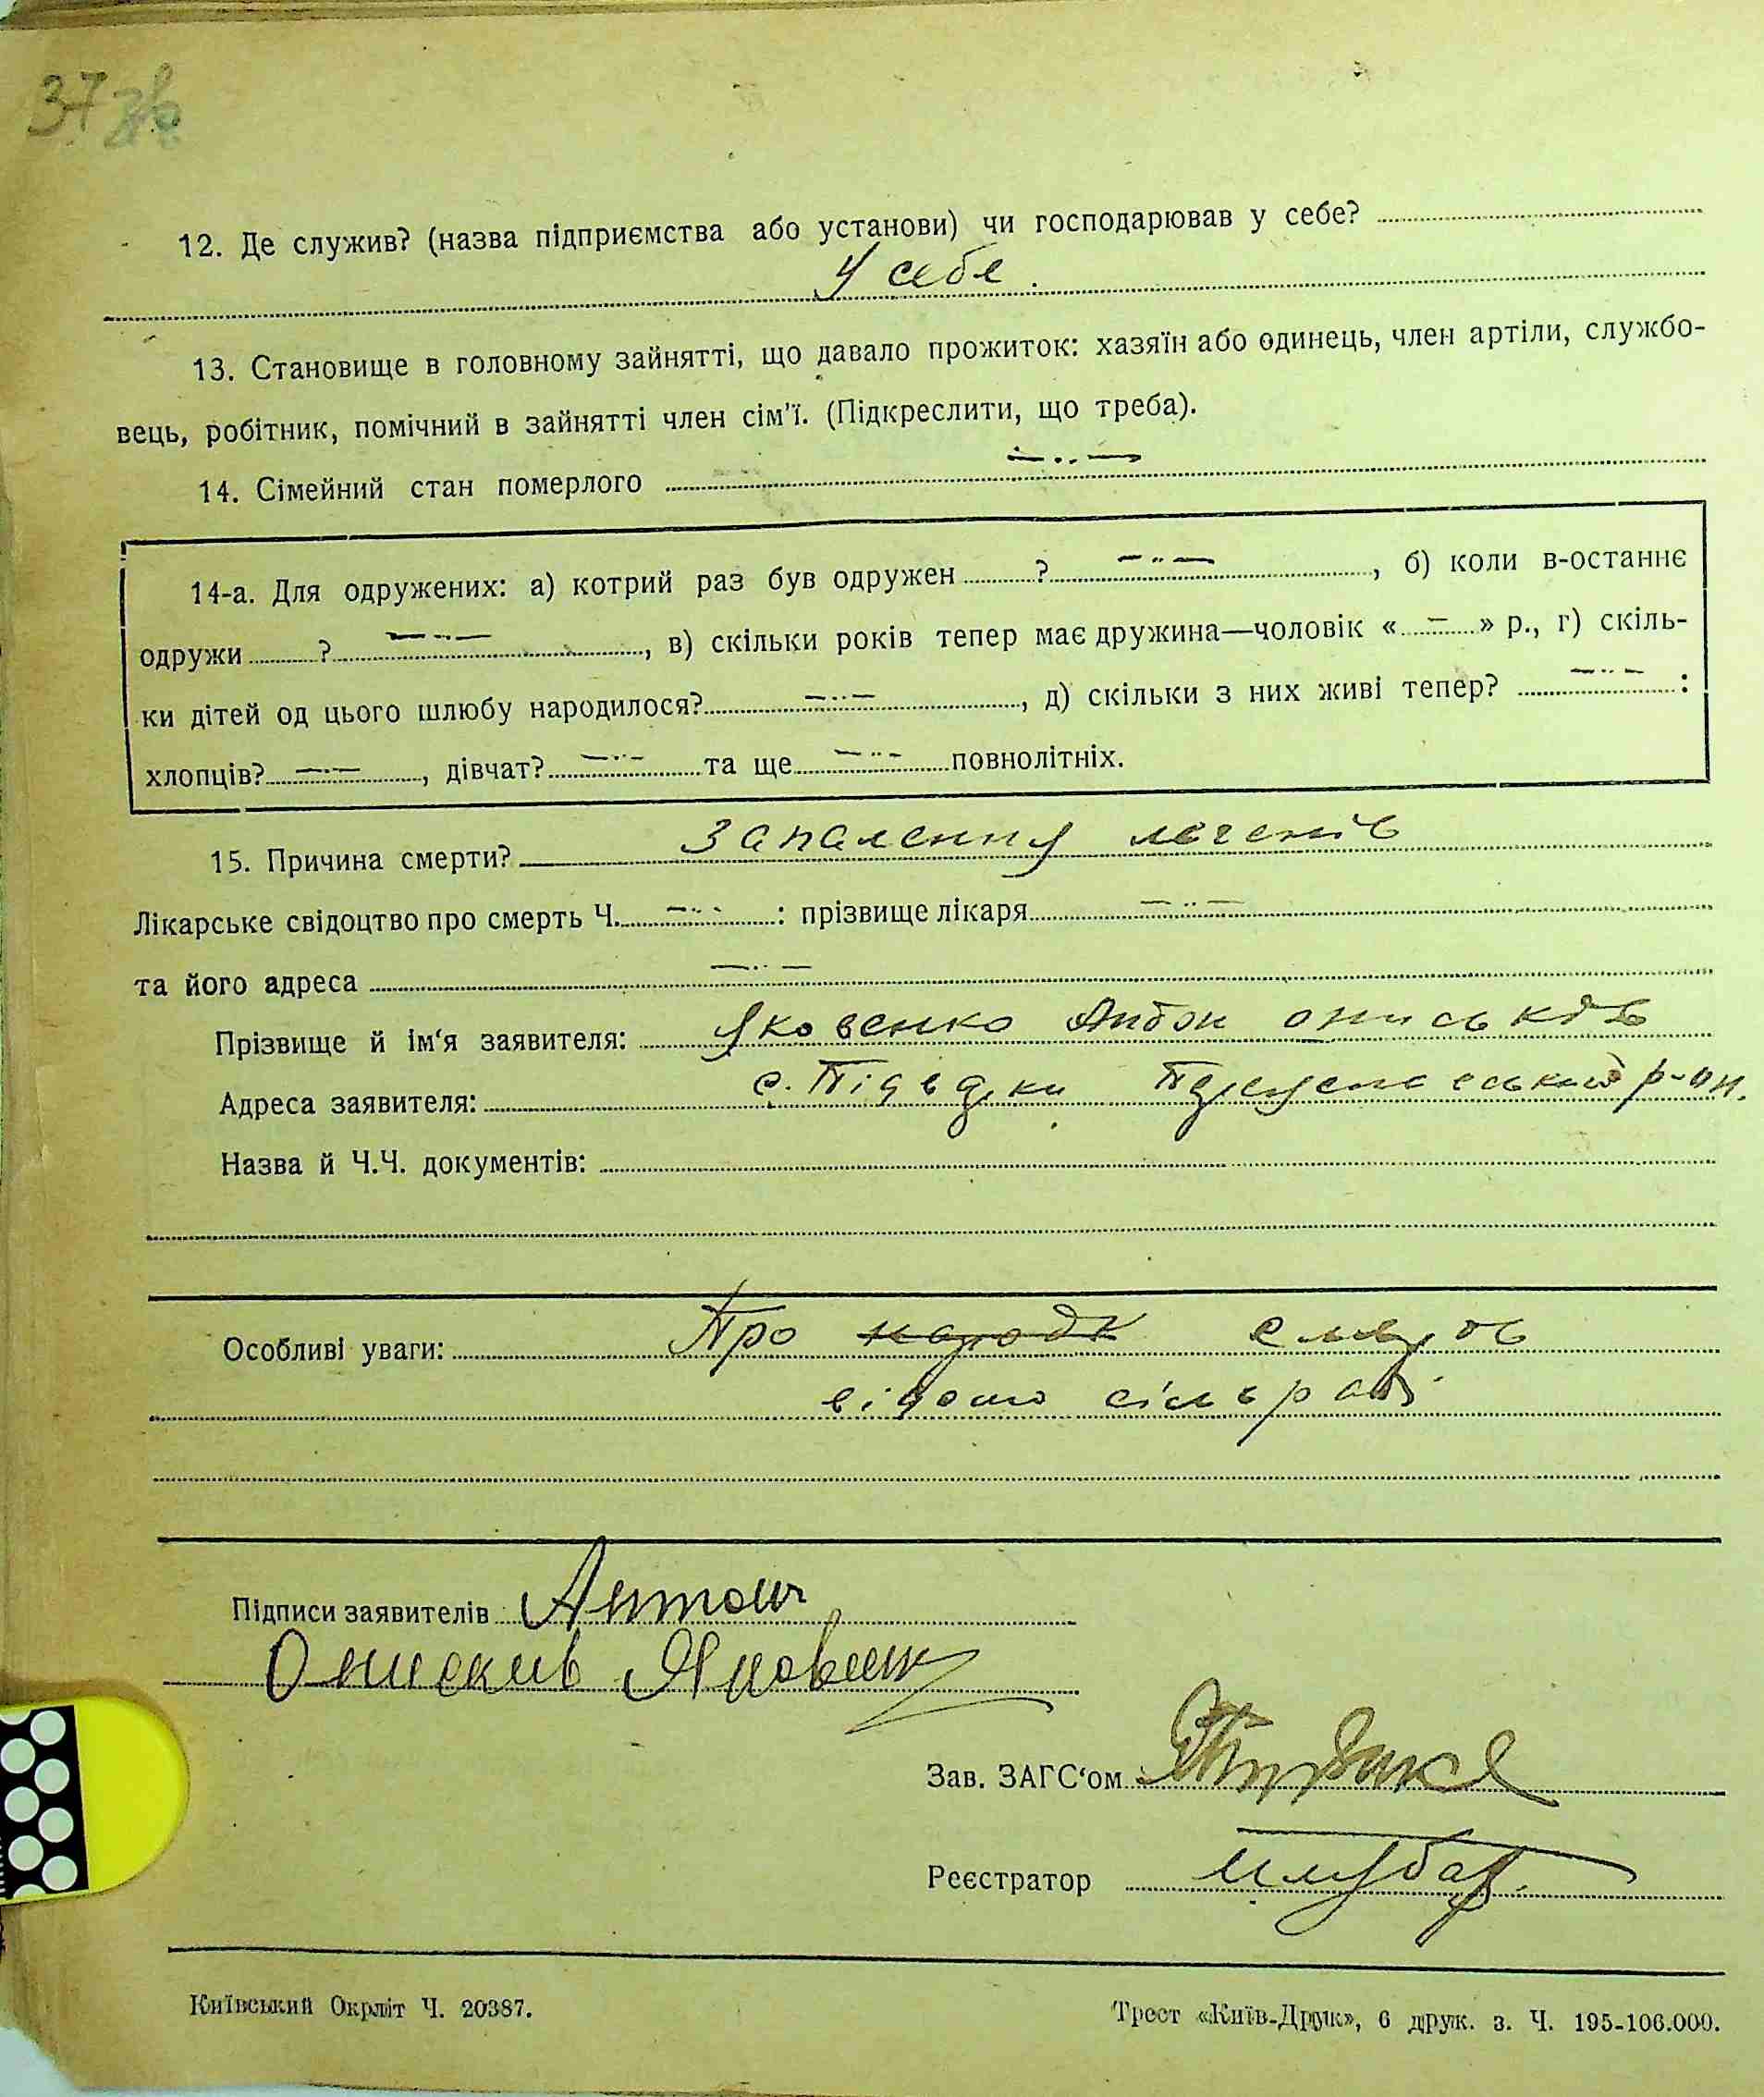 37 зв
12. Де служив? (назва підприємства або установи) чи господарював у себе?
У себе.
13. Становище в головному зайнятті, що давало прожиток: хазяїн або одинець, член артіли, службо-
вець, робітник, помічний в зайнятті член сім'ї. (Підкреслити, що треба).
14. Сімейний стан померлого
14-а. Для одружених: а) котрий раз був одружен ? , б) коли в-останнє
одружи ? , в) скільки років тепер має дружина—чоловік « — » р., г) скіль-
ки дітей од цього шлюбу народилося? , д) скільки з них живі тепер? :
хлопців? , дівчат? та ще повнолітніх.
15. Причина смерти? Запалення легенів
Лікарське свідоцтво про смерть Ч. : прізвище лікаря
та його адреса
Прізвище й ім'я заявителя: Яковенко Антон
Адреса заявителя: с. р-он.
Назва й Ч.Ч. документів:
Особливі уваги: Про
відомо сільраді
Підписи заявителів Антон
Ониськів Яковенк
Зав. ЗАГС'ом
Реєстратор
Київський Окрліт Ч. 20387.
Трест «Київ-Друк», 6 друк. з. Ч. 195-106.000.